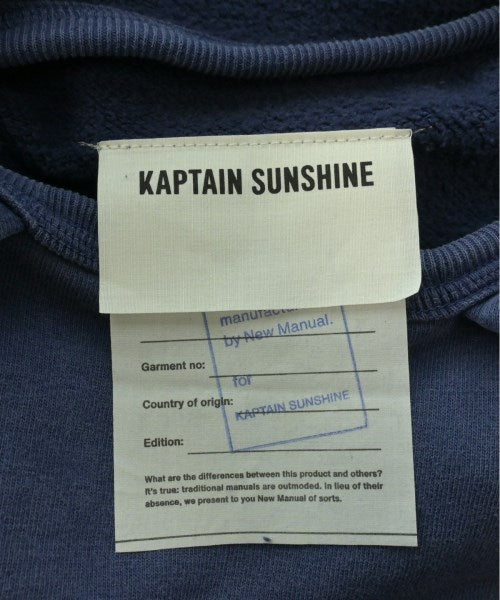 KAPTAIN SUNSHINE
by New Manual.
Garment no:
for
Country of origin:
KAPTAIN SUNSHINE
Edition:
What are the differences between this product and others?
It's true: traditional manuals are outmoded. In lieu of their
absence, we present to you New Manual of sorts.